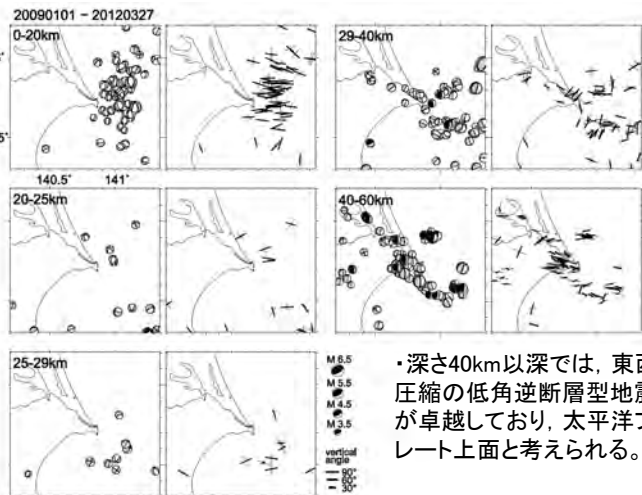 20090101 - 20120327
0-20km
29-40km
5°
140.5° 141°
20-25km
40-60km
25-29km
M 6.5
M 5.5
M 4.5
M 3.5
vertical
angle
90°
60°
30°
・深さ40km以深では，東西
圧縮の低角逆断層型地震
が卓越しており，太平洋プ
レート上面と考えられる。